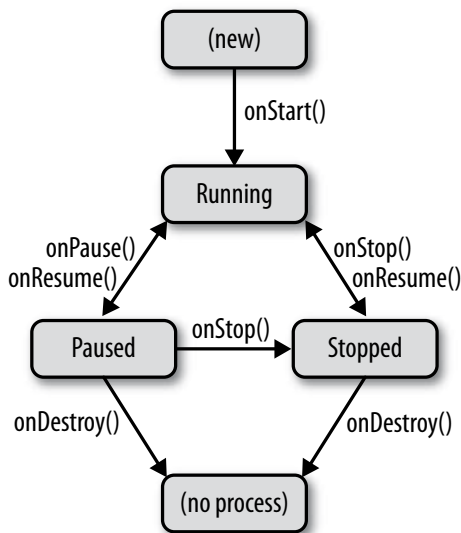 (new)
onStart()
Running
onPause()
onResume()
onStop()
onResume()
Paused
onStop()
Stopped
onDestroy()
onDestroy()
(no process)